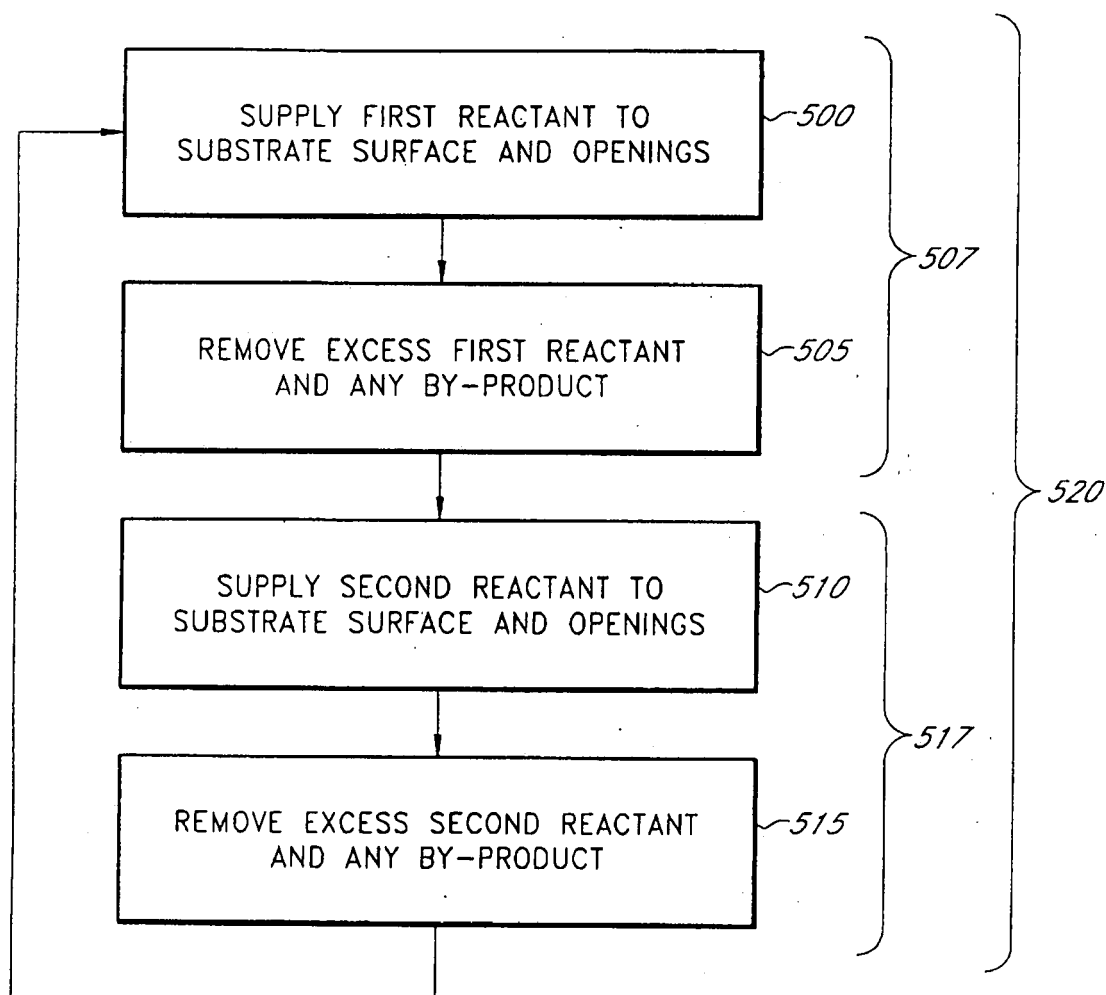 SUPPLY FIRST REACTANT TO
SUBSTRATE SURFACE AND OPENINGS
500
507
REMOVE EXCESS FIRST REACTANT
AND ANY BY-PRODUCT
505
520
SUPPLY SECOND REACTANT TO
SUBSTRATE SURFACE AND OPENINGS
510
517
REMOVE EXCESS SECOND REACTANT
AND ANY BY-PRODUCT
515